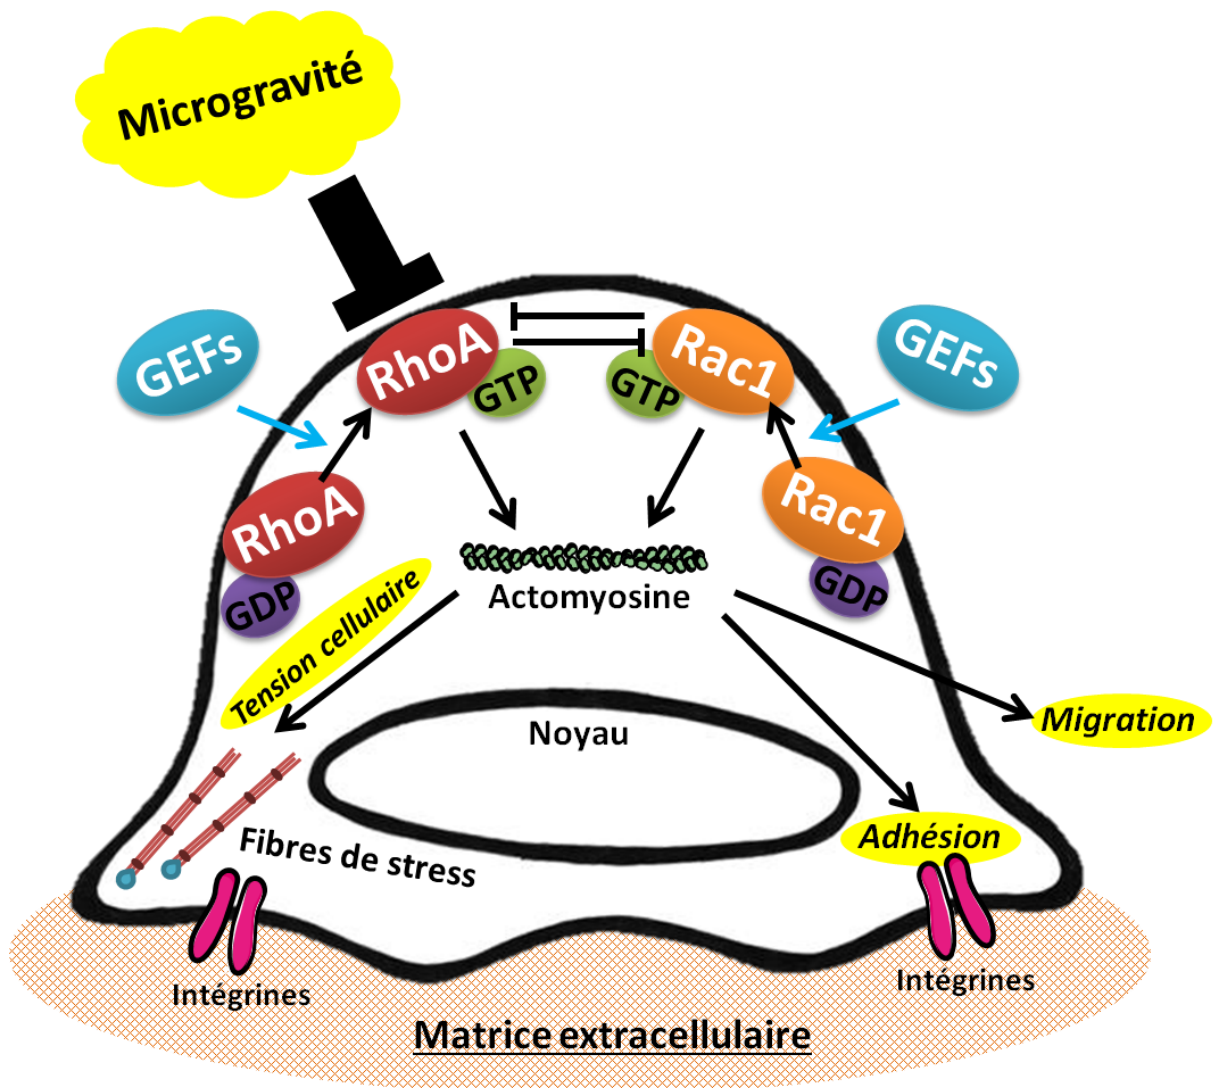 Microgravité
GEFs
RhoA
GTP
GTP
Rac1
GEFs
RhoA
GDP
Rac1
GDP
Actomyosine
Tension cellulaire
Noyau
Migration
Adhésion
Fibres de stress
Intégrines
Intégrines
Matrice extracellulaire